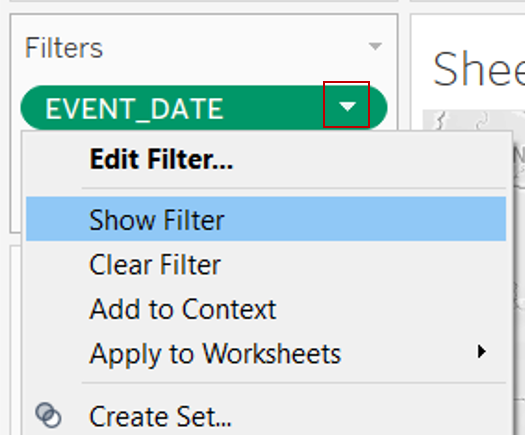 Filters
Shee
EVENT_DATE
Edit Filter...
Show Filter
Clear Filter
Add to Context
Apply to Worksheets
Create Set...